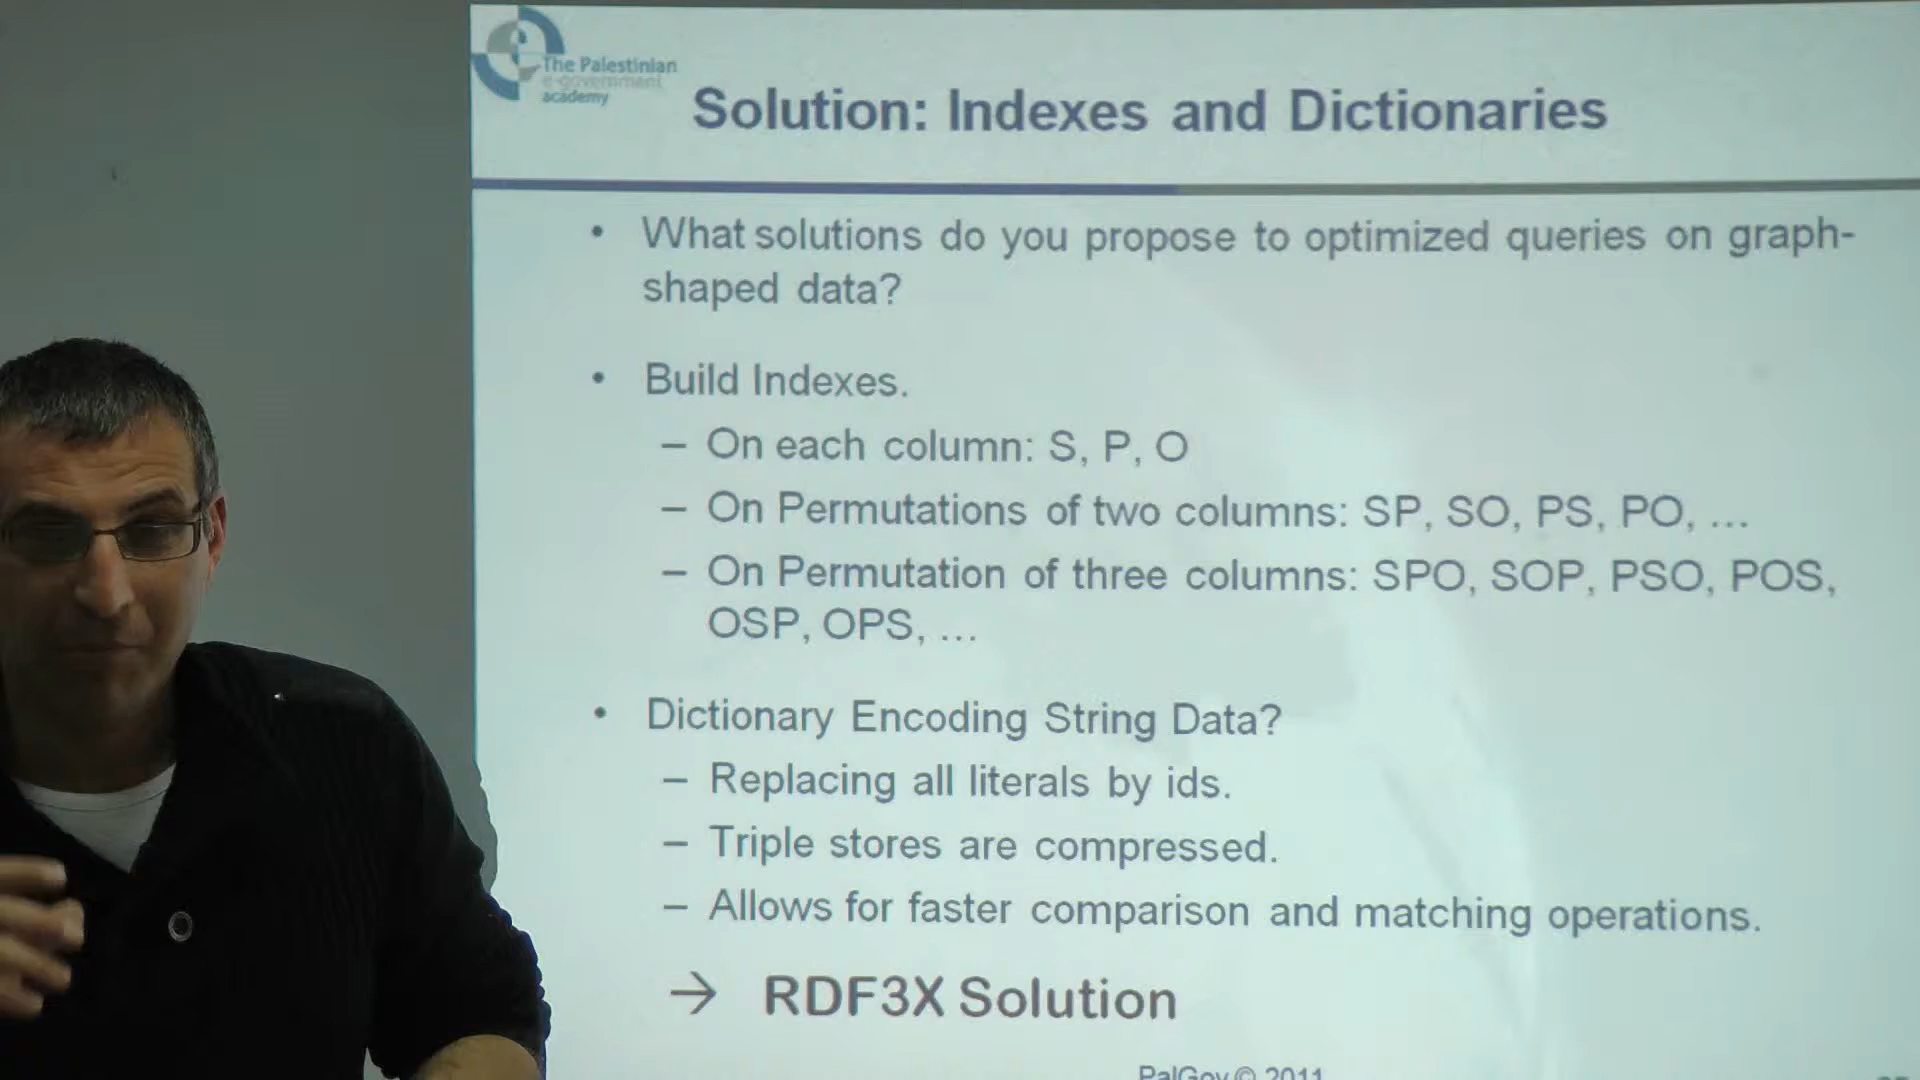 The Palestinian
e-government
academy
Solution: Indexes and Dictionaries
• What solutions do you propose to optimized queries on graph-
shaped data?
• Build Indexes.
– On each column: S, P, O
– On Permutations of two columns: SP, SO, PS, PO, ...
– On Permutation of three columns: SPO, SOP, PSO, POS,
OSP, OPS, ...
• Dictionary Encoding String Data?
– Replacing all literals by ids.
– Triple stores are compressed.
– Allows for faster comparison and matching operations.
→ RDF3X Solution
PalGov © 2011